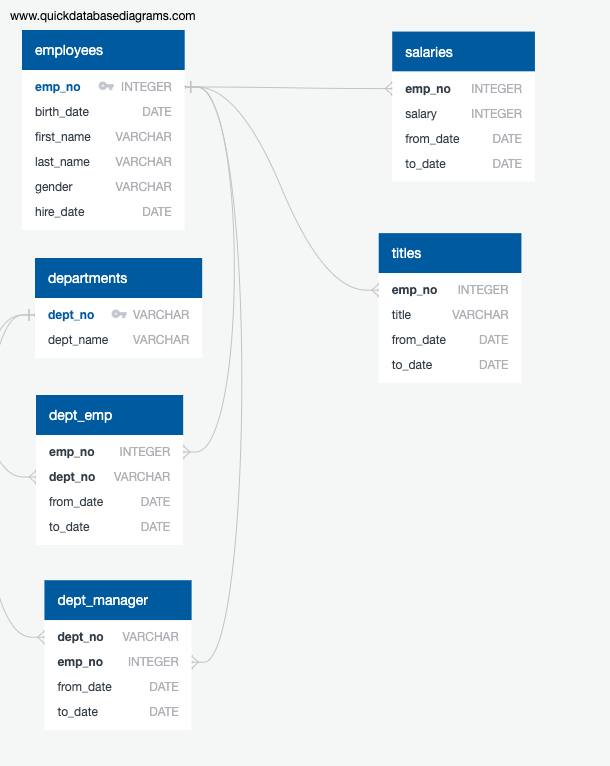 www.quickdatabasediagrams.com
employees
emp_no INTEGER
birth_date DATE
first_name VARCHAR
last_name VARCHAR
gender VARCHAR
hire_date DATE
salaries
emp_no INTEGER
salary INTEGER
from_date DATE
to_date DATE
departments
dept_no VARCHAR
dept_name VARCHAR
titles
emp_no INTEGER
title VARCHAR
from_date DATE
to_date DATE
dept_emp
emp_no INTEGER
dept_no VARCHAR
from_date DATE
to_date DATE
dept_manager
dept_no VARCHAR
emp_no INTEGER
from_date DATE
to_date DATE